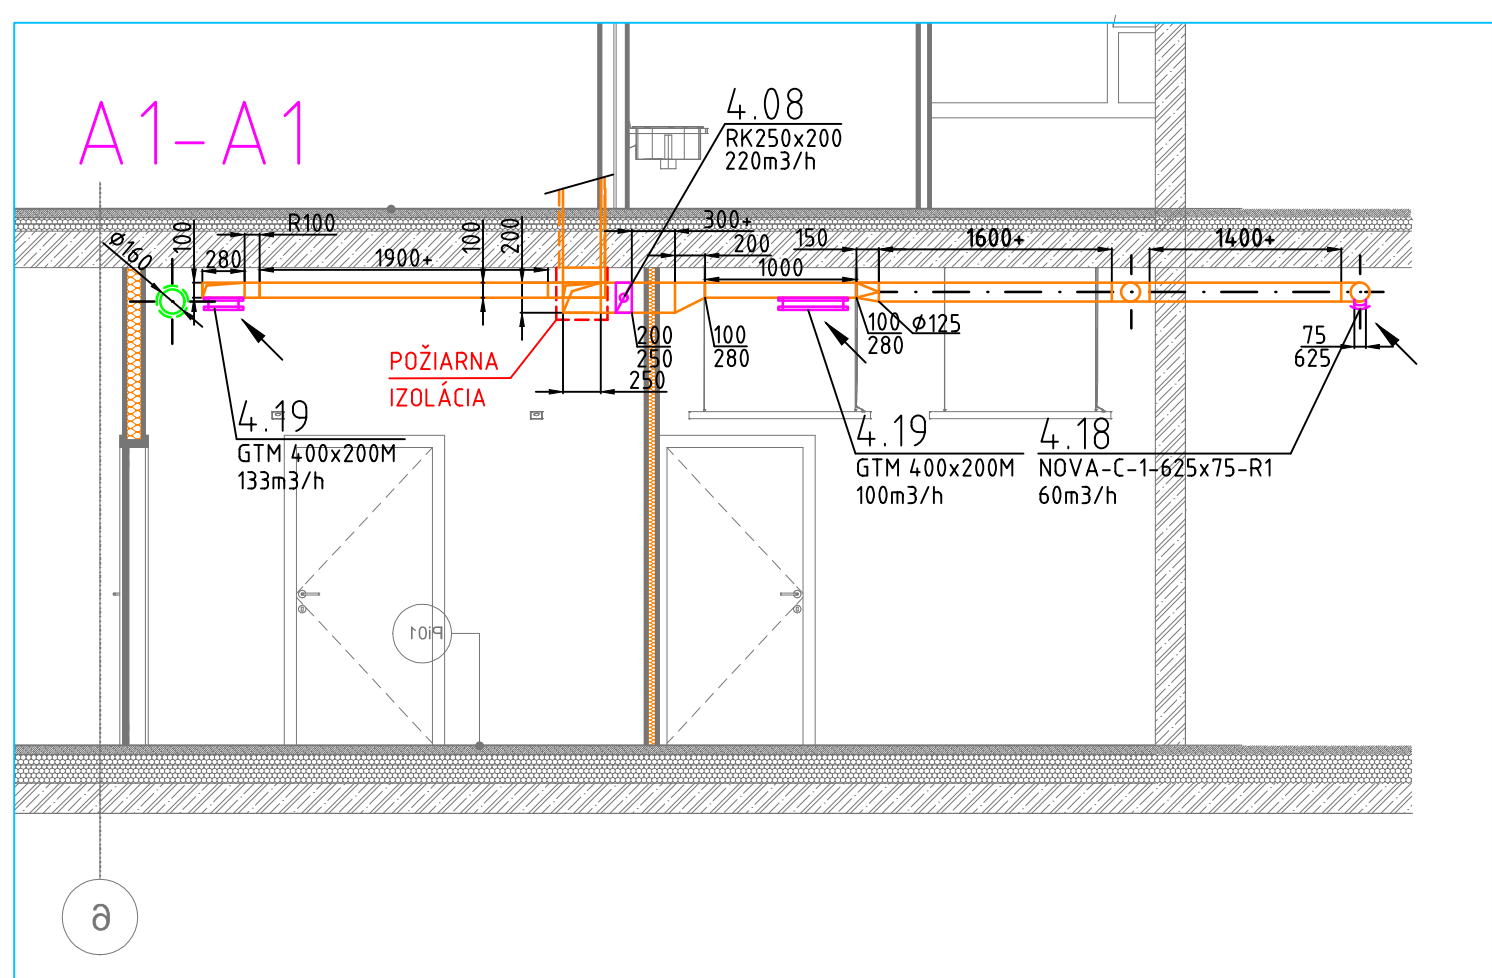 A1-A1
4.08
RK250x200
220m3/h
Ø160
100
280
R100
1900+
100
200
300+
200
1000
150
1600+
1400+
200
250
250
100
280
100
280
Ø125
75
625
POŽIARNA
IZOLÁCIA
4.19
GTM 400x200M
133m3/h
4.19
GTM 400x200M
100m3/h
4.18
NOVA-C-1-625x75-R1
60m3/h
Pi01
6